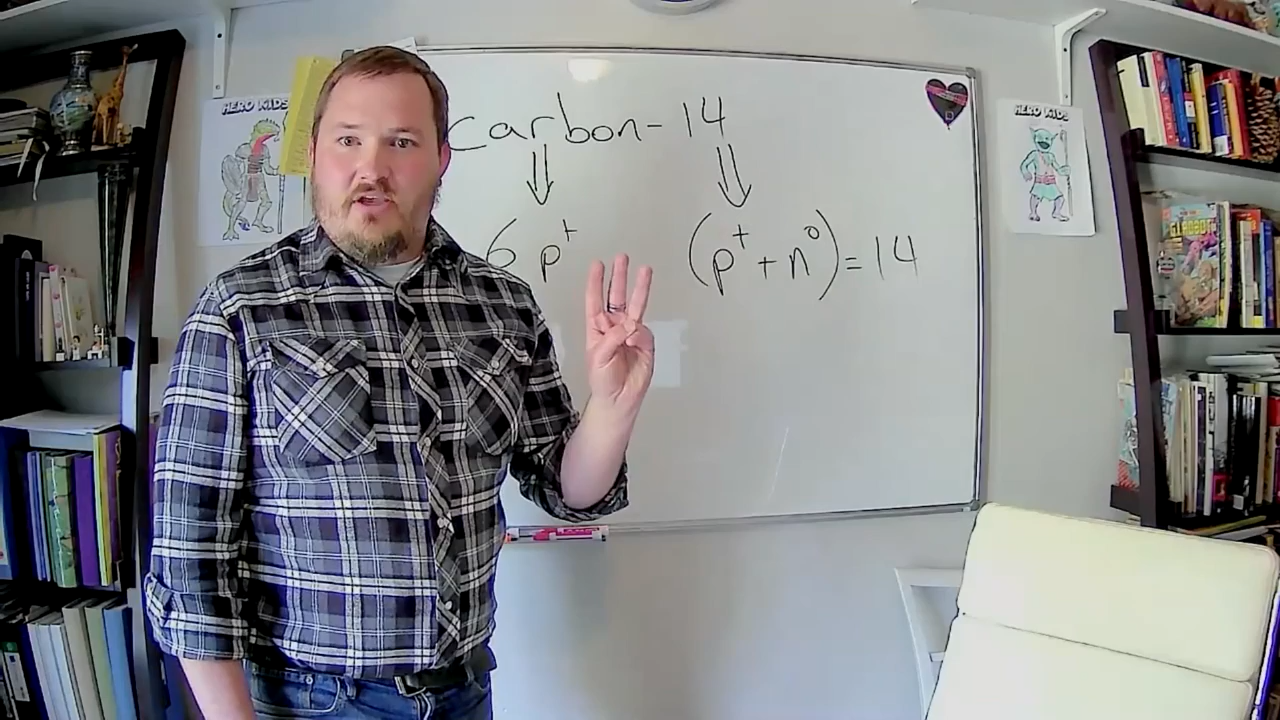 HERO KIDS
carbon-14
HERO KIDS
6 p⁺
(p⁺ + n⁰) = 14